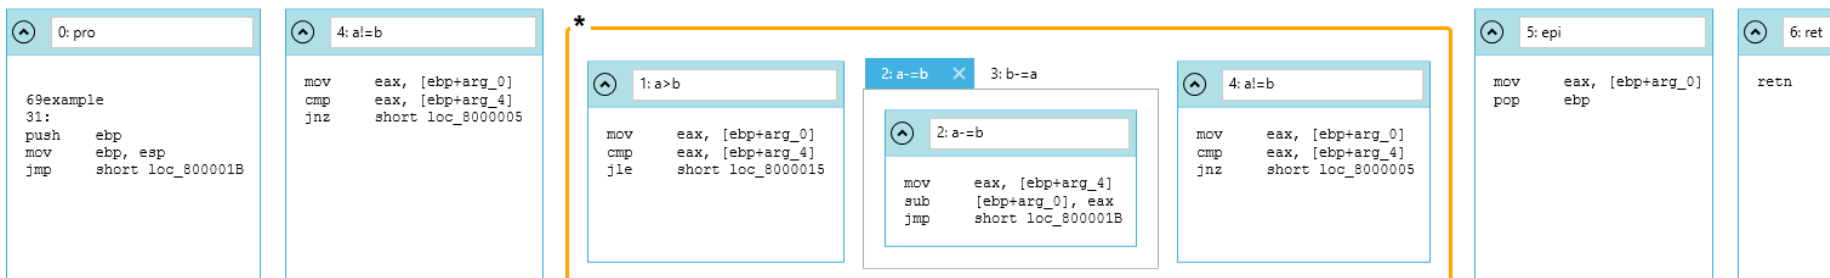 0: pro
69example
31:
push ebp
mov ebp, esp
jmp short loc_800001B
4: a!=b
mov eax, [ebp+arg_0]
cmp eax, [ebp+arg_4]
jnz short loc_8000005
*
1: a>b
mov eax, [ebp+arg_0]
cmp eax, [ebp+arg_4]
jle short loc_8000015
2: a-=b 3: b-=a
2: a-=b
mov eax, [ebp+arg_4]
sub [ebp+arg_0], eax
jmp short loc_800001B
4: a!=b
mov eax, [ebp+arg_0]
cmp eax, [ebp+arg_4]
jnz short loc_8000005
5: epi
mov eax, [ebp+arg_0]
pop ebp
6: ret
retn